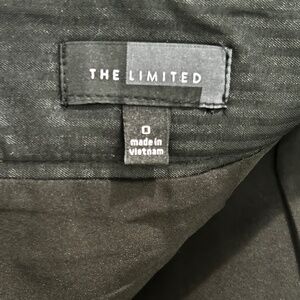 THE LIMITED
0
made in
vietnam